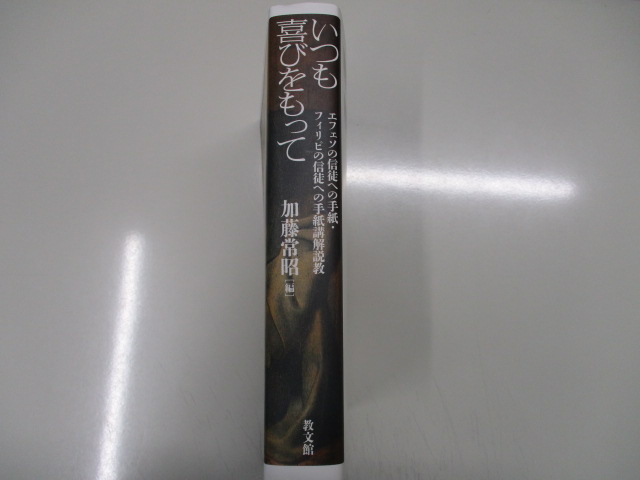 いつも
喜びをもって
エフェソの信徒への手紙・
フィリピの信徒への手紙講解説教
加藤常昭[編]
教文館